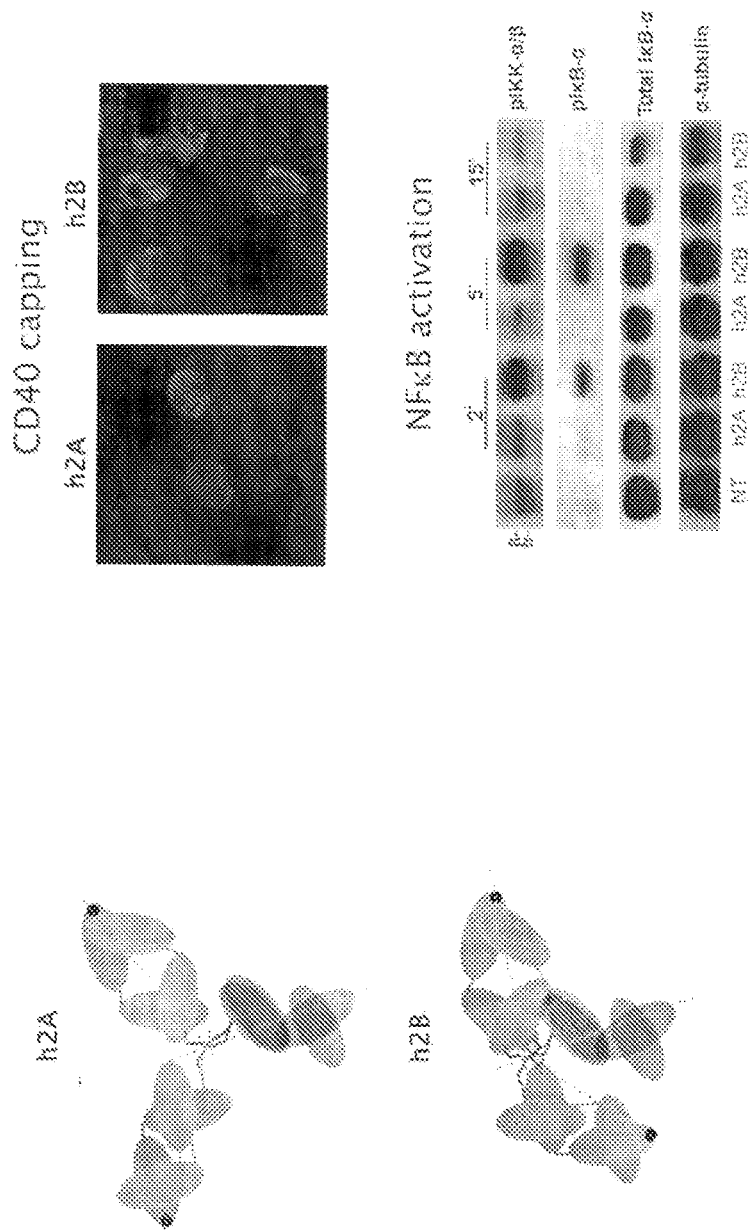 h2A
h2B
CD40 capping
h2A
h2B
NFκB activation
2'
5'
15'
pIKK-α/β
pIκB-α
Total IκB-α
α-tubulin
NT h2A h2B h2A h2B h2A h2B